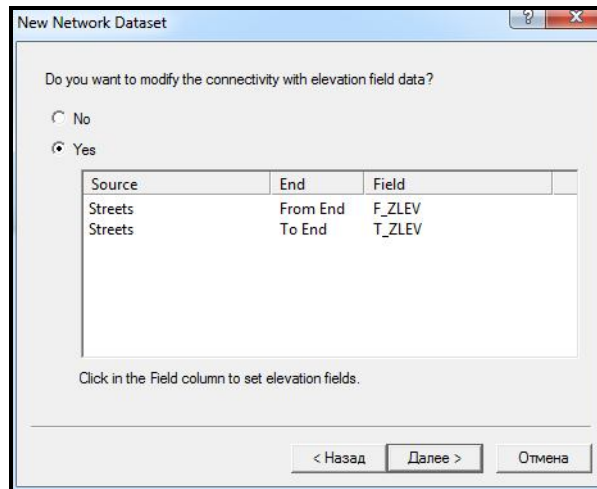 New Network Dataset
Do you want to modify the connectivity with elevation field data?
No
Yes
Source End Field
Streets From End F_ZLEV
Streets To End T_ZLEV
Click in the Field column to set elevation fields.
< Назад Далее > Отмена